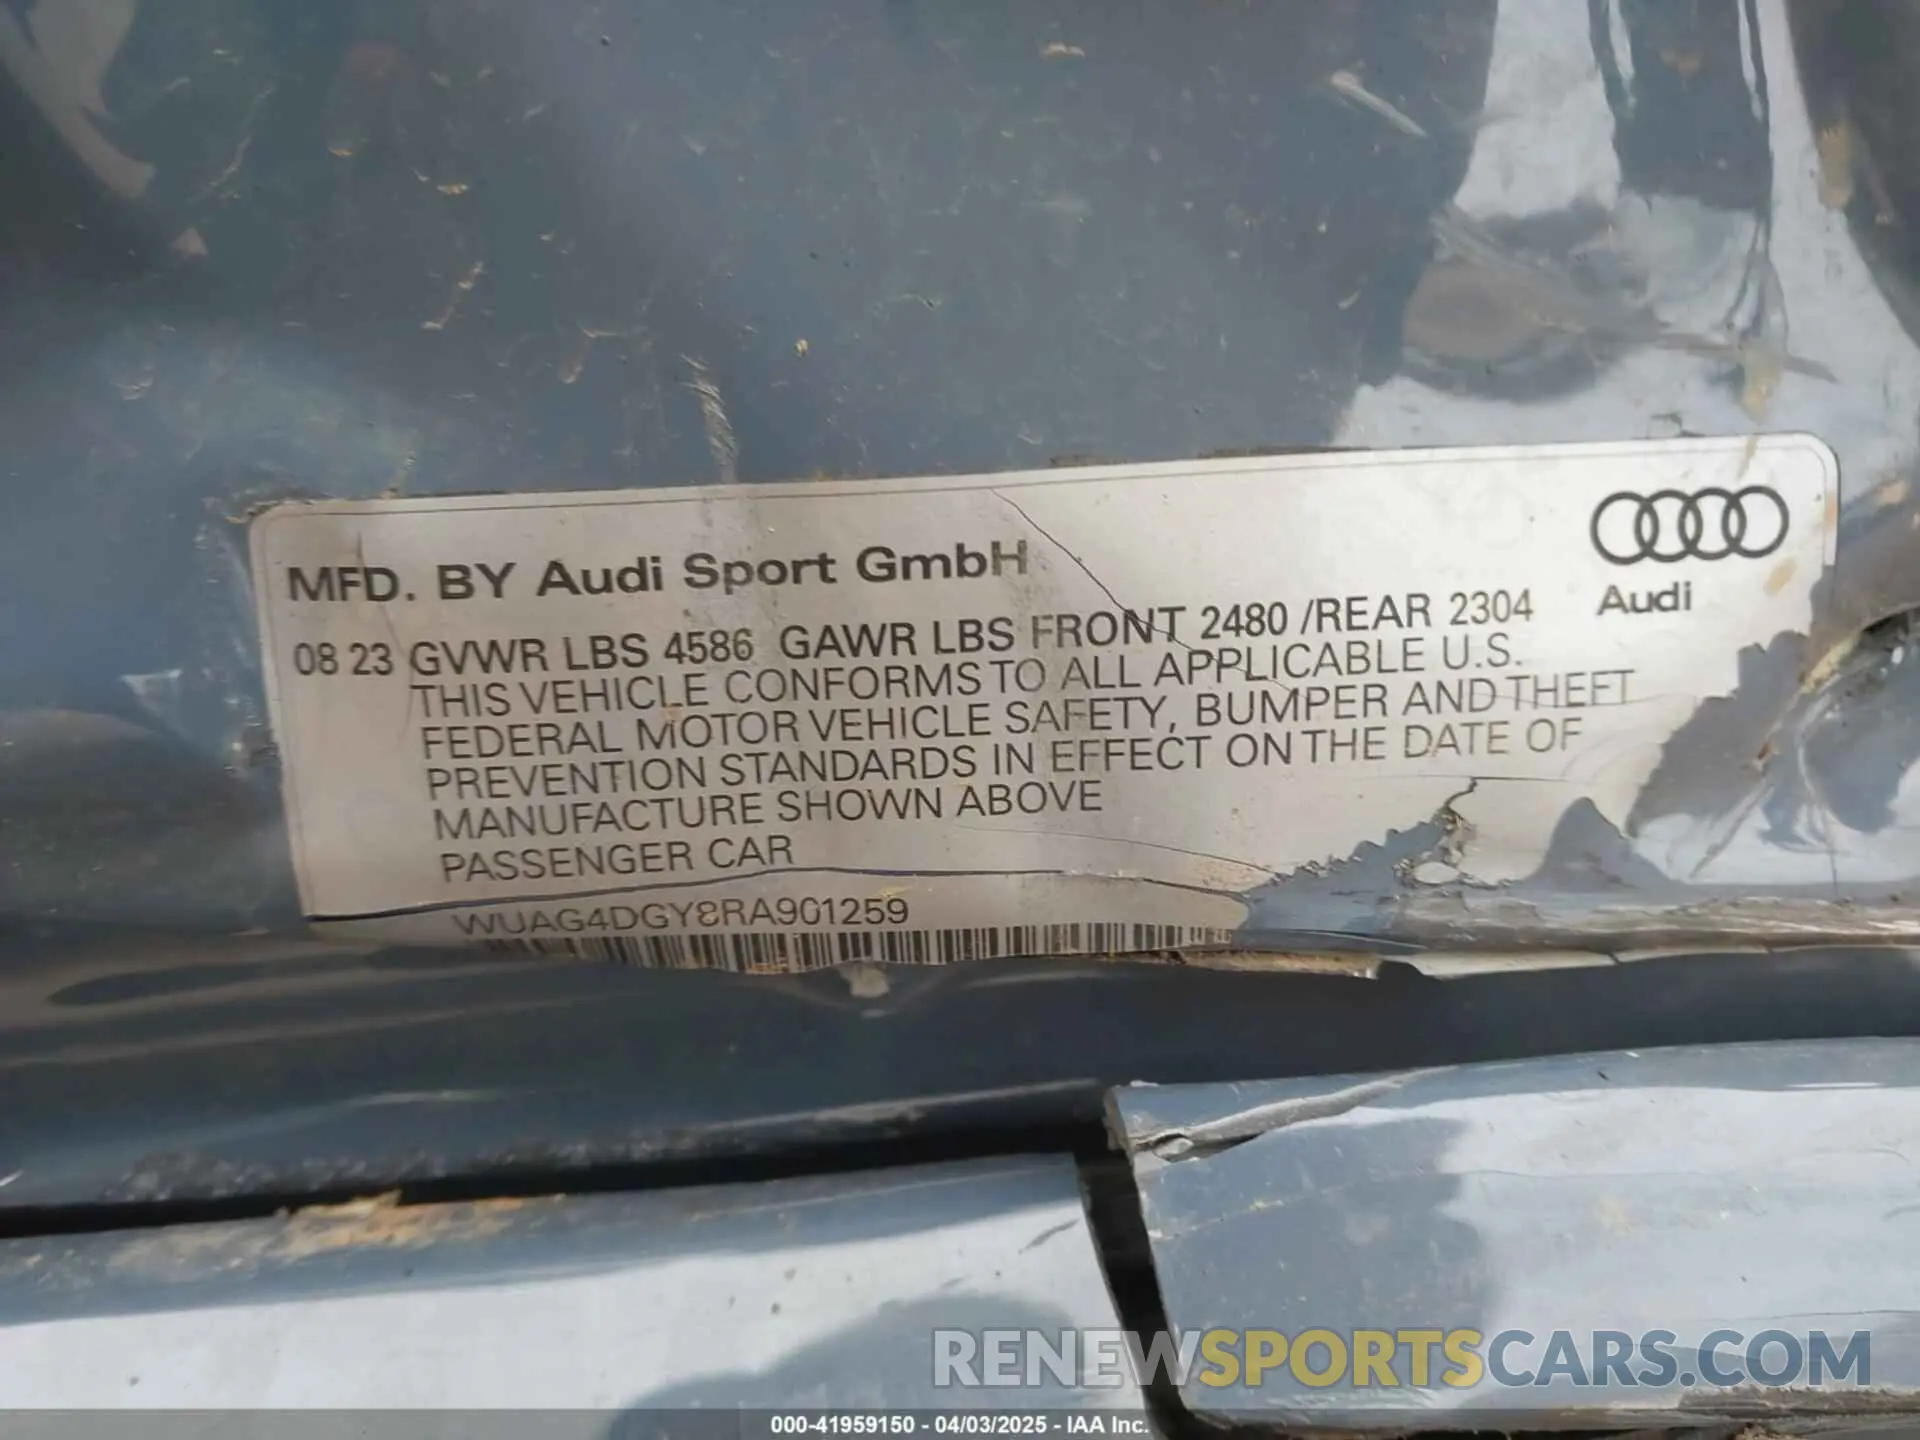 MFD. BY Audi Sport GmbH
Audi
08 23 GVWR LBS 4586 GAWR LBS FRONT 2480 /REAR 2304
THIS VEHICLE CONFORMS TO ALL APPLICABLE U.S.
FEDERAL MOTOR VEHICLE SAFETY, BUMPER AND THEFT
PREVENTION STANDARDS IN EFFECT ON THE DATE OF
MANUFACTURE SHOWN ABOVE
PASSENGER CAR
WUAG4DGY8RA901259
RENEWSPORTSCARS.COM
000-41959150 - 04/03/2025 - IAA Inc.